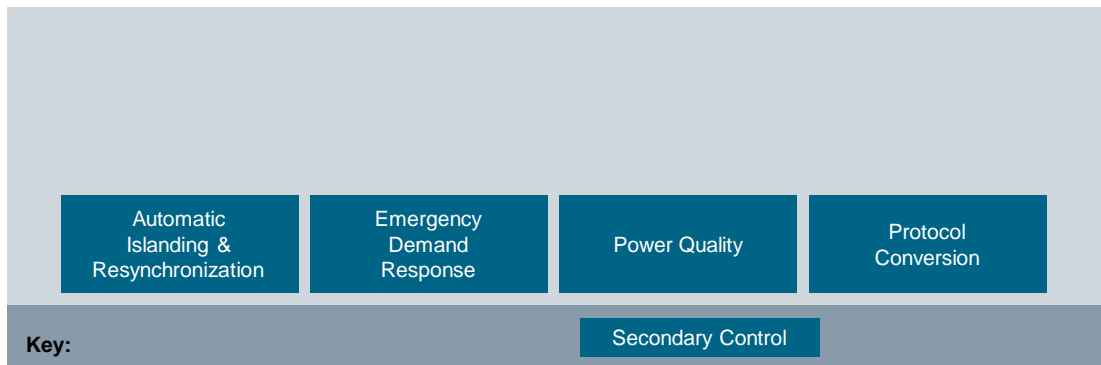 Automatic
Islanding &
Resynchronization
Emergency
Demand
Response
Power Quality
Protocol
Conversion
Key:
Secondary Control